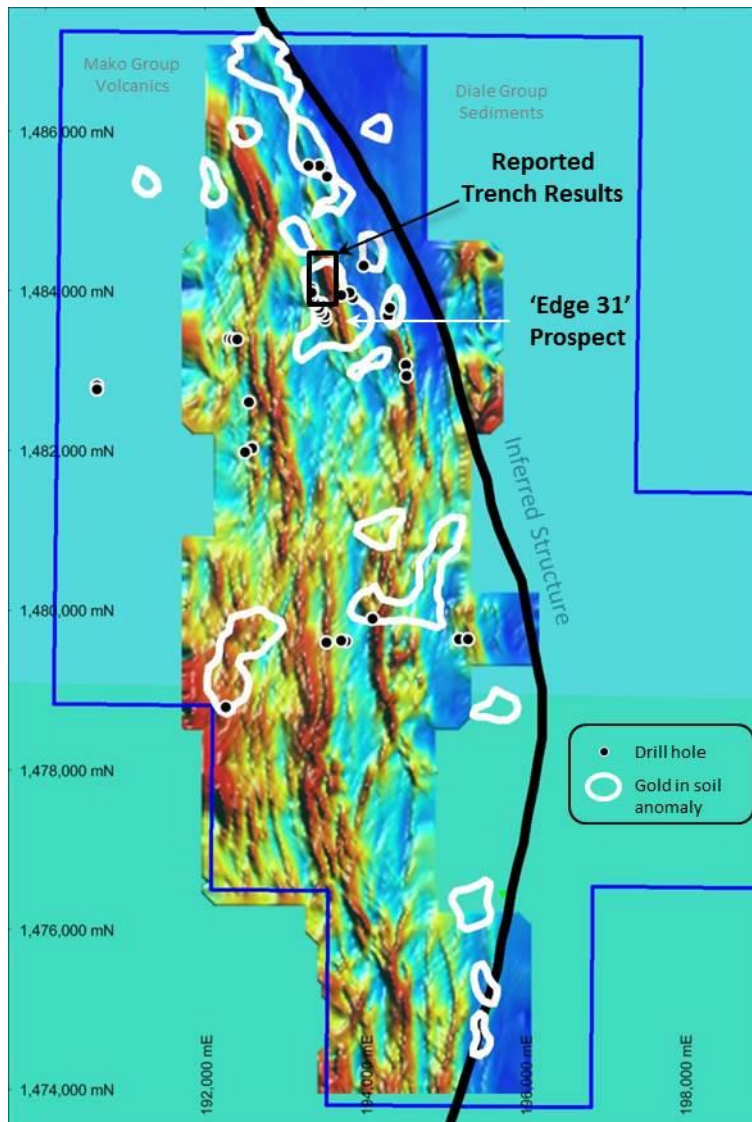 Mako Group
Volcanics
Diale Group
Sediments
1,486,000 mN
Reported
Trench Results
1,484,000 mN
'Edge 31'
Prospect
1,482,000 mN
Inferred Structure
1,480,000 mN
1,478,000 mN
Drill hole
Gold in soil
anomaly
1,476,000 mN
1,474,000 mN
192,000 mE
194,000 mE
196,000 mE
198,000 mE